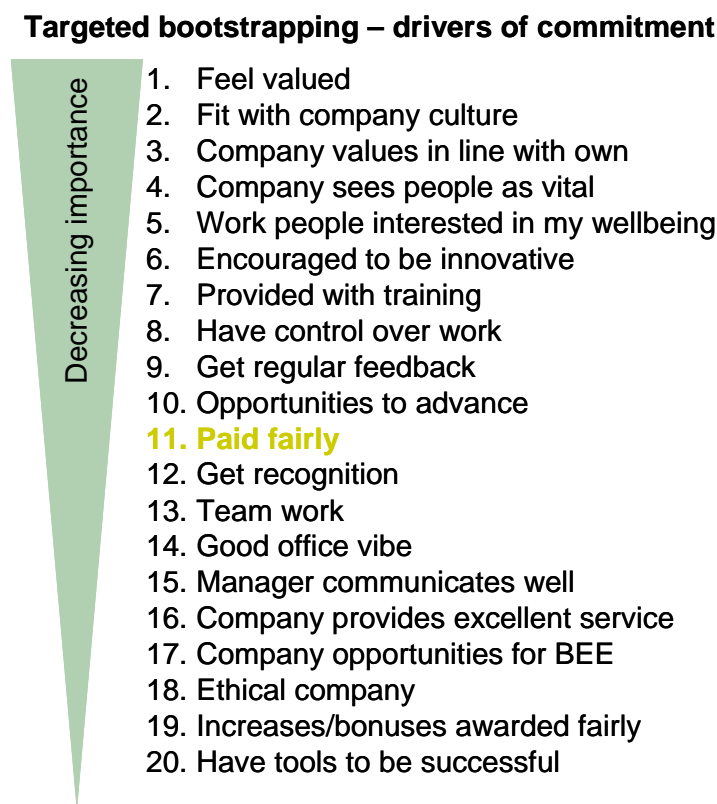 Targeted bootstrapping – drivers of commitment
Decreasing importance
1. Feel valued
2. Fit with company culture
3. Company values in line with own
4. Company sees people as vital
5. Work people interested in my wellbeing
6. Encouraged to be innovative
7. Provided with training
8. Have control over work
9. Get regular feedback
10. Opportunities to advance
11. Paid fairly
12. Get recognition
13. Team work
14. Good office vibe
15. Manager communicates well
16. Company provides excellent service
17. Company opportunities for BEE
18. Ethical company
19. Increases/bonuses awarded fairly
20. Have tools to be successful